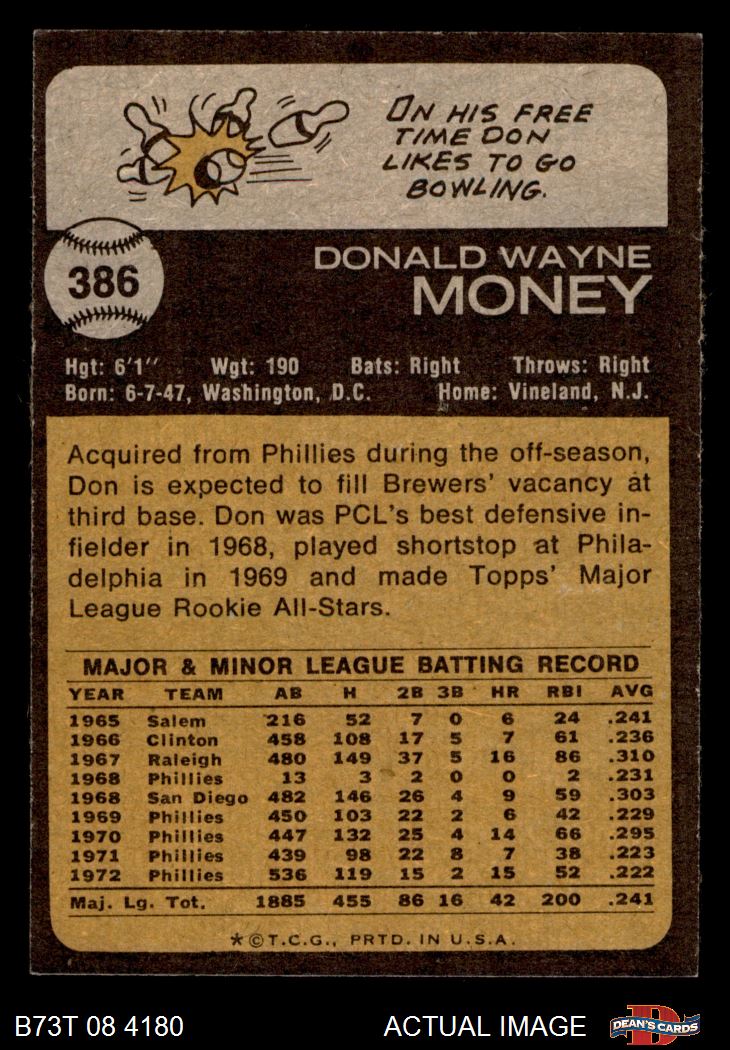 ON HIS FREE
TIME DON
LIKES TO GO
BOWLING.
386
DONALD WAYNE
MONEY
Hgt: 6'1" Wgt: 190 Bats: Right Throws: Right
Born: 6-7-47, Washington, D.C. Home: Vineland, N.J.
Acquired from Phillies during the off-season,
Don is expected to fill Brewers' vacancy at
third base. Don was PCL's best defensive in-
fielder in 1968, played shortstop at Phila-
delphia in 1969 and made Topps' Major
League Rookie All-Stars.
MAJOR & MINOR LEAGUE BATTING RECORD
YEAR TEAM AB H 2B 3B HR RBI AVG
1965 Salem 216 52 7 0 6 24 .241
1966 Clinton 458 108 17 5 7 61 .236
1967 Raleigh 480 149 37 5 16 86 .310
1968 Phillies 13 3 2 0 0 2 .231
1968 San Diego 482 146 26 4 9 59 .303
1969 Phillies 450 103 22 2 6 42 .229
1970 Phillies 447 132 25 4 14 66 .295
1971 Phillies 439 98 22 8 7 38 .223
1972 Phillies 536 119 15 2 15 52 .222
Maj. Lg. Tot. 1885 455 86 16 42 200 .241
*©T.C.G., PRTD. IN U.S.A.
B73T 08 4180 ACTUAL IMAGE DEAN'S CARDS